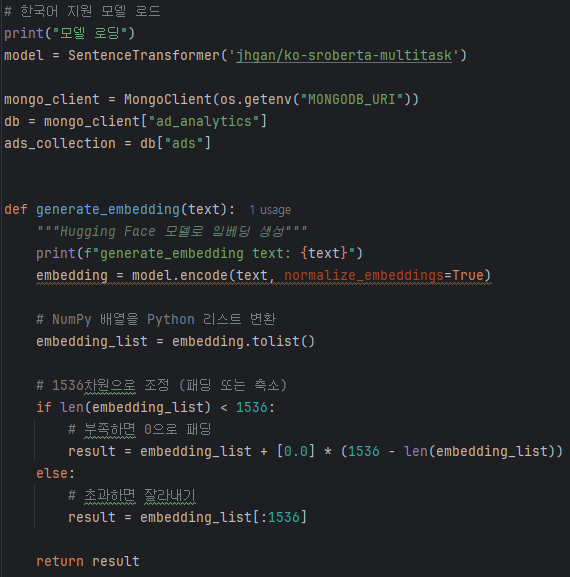 # 한국어 지원 모델 로드
print("모델 로딩")
model = SentenceTransformer('jhgan/ko-sroberta-multitask')
mongo_client = MongoClient(os.getenv("MONGODB_URI"))
db = mongo_client["ad_analytics"]
ads_collection = db["ads"]
def generate_embedding(text): 1 usage
"""Hugging Face 모델로 임베딩 생성"""
print(f"generate_embedding text: {text}")
embedding = model.encode(text, normalize_embeddings=True)
# NumPy 배열을 Python 리스트 변환
embedding_list = embedding.tolist()
# 1536차원으로 조정 (패딩 또는 축소)
if len(embedding_list) < 1536:
# 부족하면 0으로 패딩
result = embedding_list + [0.0] * (1536 - len(embedding_list))
else:
# 초과하면 잘라내기
result = embedding_list[:1536]
return result